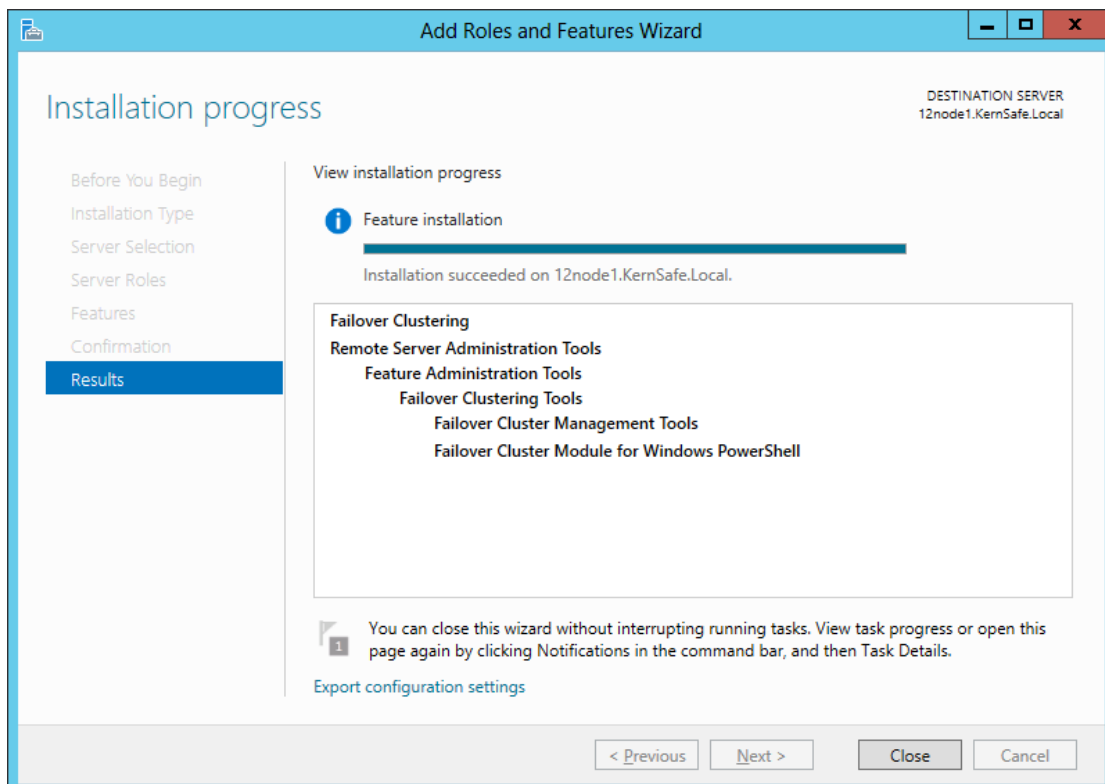 Add Roles and Features Wizard
Installation progress
DESTINATION SERVER
12node1.KernSafe.Local
Before You Begin
Installation Type
Server Selection
Server Roles
Features
Confirmation
Results
View installation progress
Feature installation
Installation succeeded on 12node1.KernSafe.Local.
Failover Clustering
Remote Server Administration Tools
Feature Administration Tools
Failover Clustering Tools
Failover Cluster Management Tools
Failover Cluster Module for Windows PowerShell
1
You can close this wizard without interrupting running tasks. View task progress or open this
page again by clicking Notifications in the command bar, and then Task Details.
Export configuration settings
< Previous
Next >
Close
Cancel